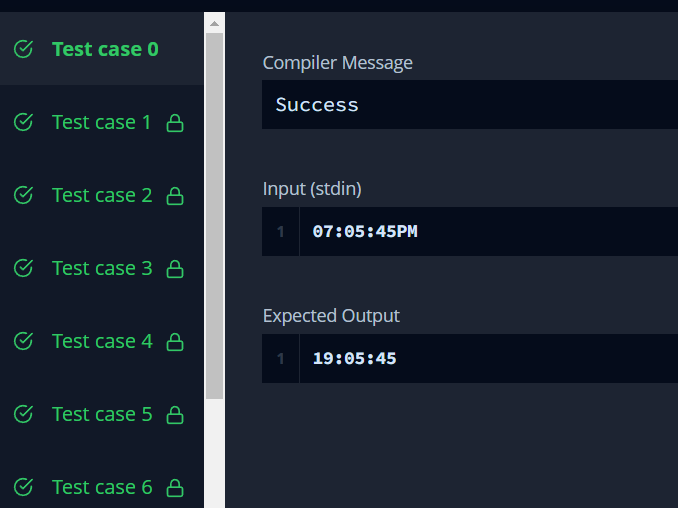 Test case 0
Test case 1
Test case 2
Test case 3
Test case 4
Test case 5
Test case 6
Compiler Message
Success
Input (stdin)
1 07:05:45PM
Expected Output
1 19:05:45